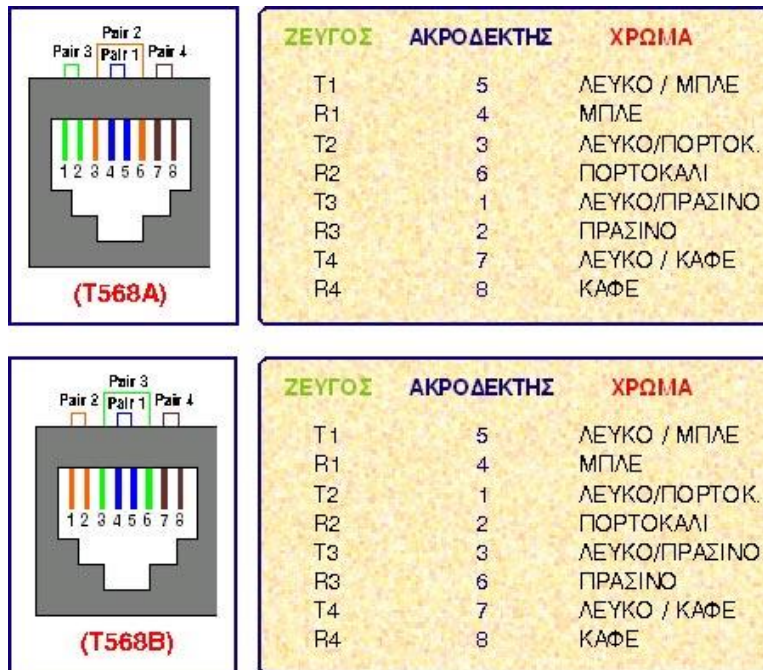 Pair 2
Pair 3 Pair 1 Pair 4
1 2 3 4 5 6 7 8
(T568A)
ΖΕΥΓΟΣ ΑΚΡΟΔΕΚΤΗΣ ΧΡΩΜΑ
T1 5 ΛΕΥΚΟ / ΜΠΛΕ
R1 4 ΜΠΛΕ
T2 3 ΛΕΥΚΟ/ΠΟΡΤΟΚ.
R2 6 ΠΟΡΤΟΚΑΛΙ
T3 1 ΛΕΥΚΟ/ΠΡΑΣΙΝΟ
R3 2 ΠΡΑΣΙΝΟ
T4 7 ΛΕΥΚΟ / ΚΑΦΕ
R4 8 ΚΑΦΕ
Pair 3
Pair 2 Pair 1 Pair 4
1 2 3 4 5 6 7 8
(T568B)
ΖΕΥΓΟΣ ΑΚΡΟΔΕΚΤΗΣ ΧΡΩΜΑ
T1 5 ΛΕΥΚΟ / ΜΠΛΕ
R1 4 ΜΠΛΕ
T2 1 ΛΕΥΚΟ/ΠΟΡΤΟΚ.
R2 2 ΠΟΡΤΟΚΑΛΙ
T3 3 ΛΕΥΚΟ/ΠΡΑΣΙΝΟ
R3 6 ΠΡΑΣΙΝΟ
T4 7 ΛΕΥΚΟ / ΚΑΦΕ
R4 8 ΚΑΦΕ